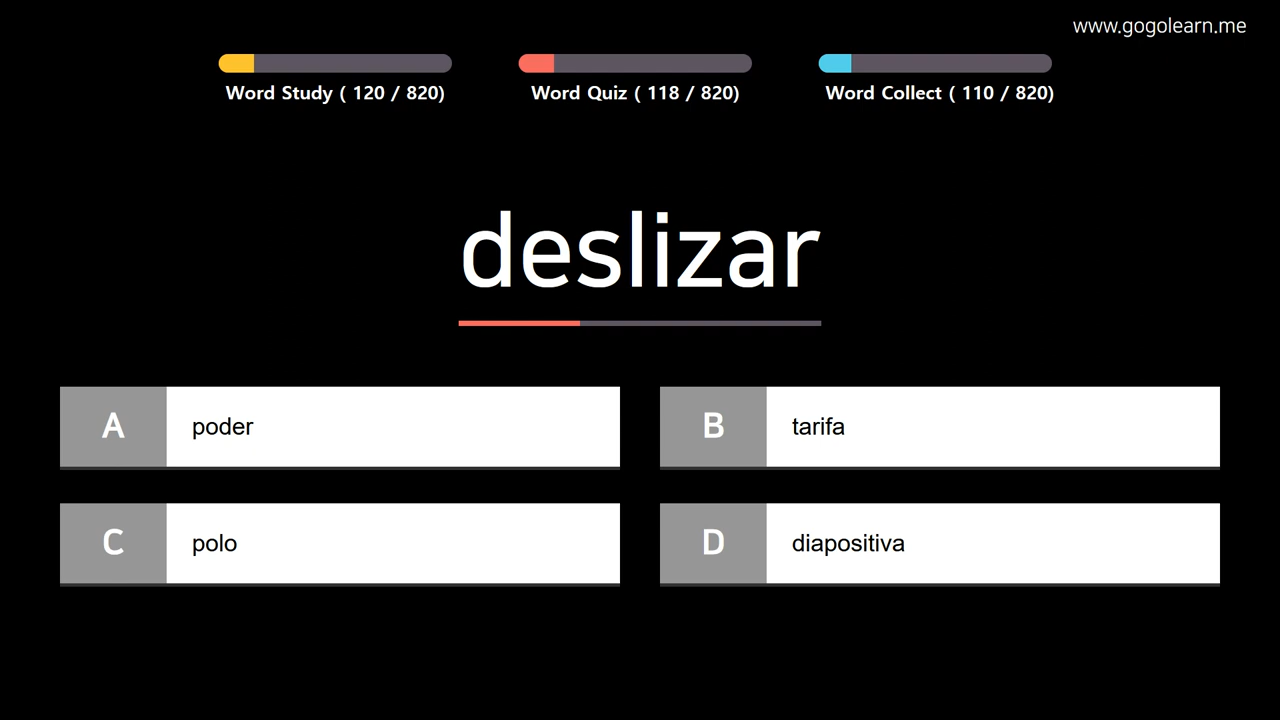 www.gogolearn.me
Word Study ( 120 / 820)
Word Quiz ( 118 / 820)
Word Collect ( 110 / 820)
deslizar
A poder
B tarifa
C polo
D diapositiva